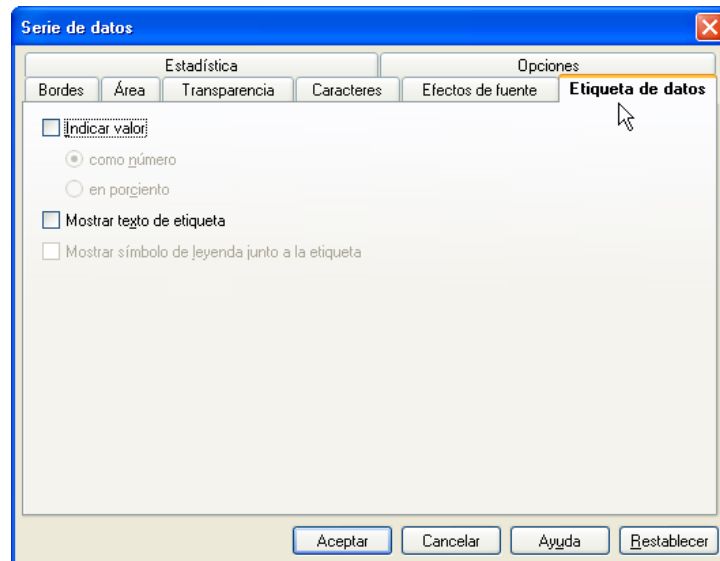 Serie de datos
Estadística Opciones
Bordes Área Transparencia Caracteres Efectos de fuente Etiqueta de datos
Indicar valor
como número
en porciento
Mostrar texto de etiqueta
Mostrar símbolo de leyenda junto a la etiqueta
Aceptar Cancelar Ayuda Restablecer